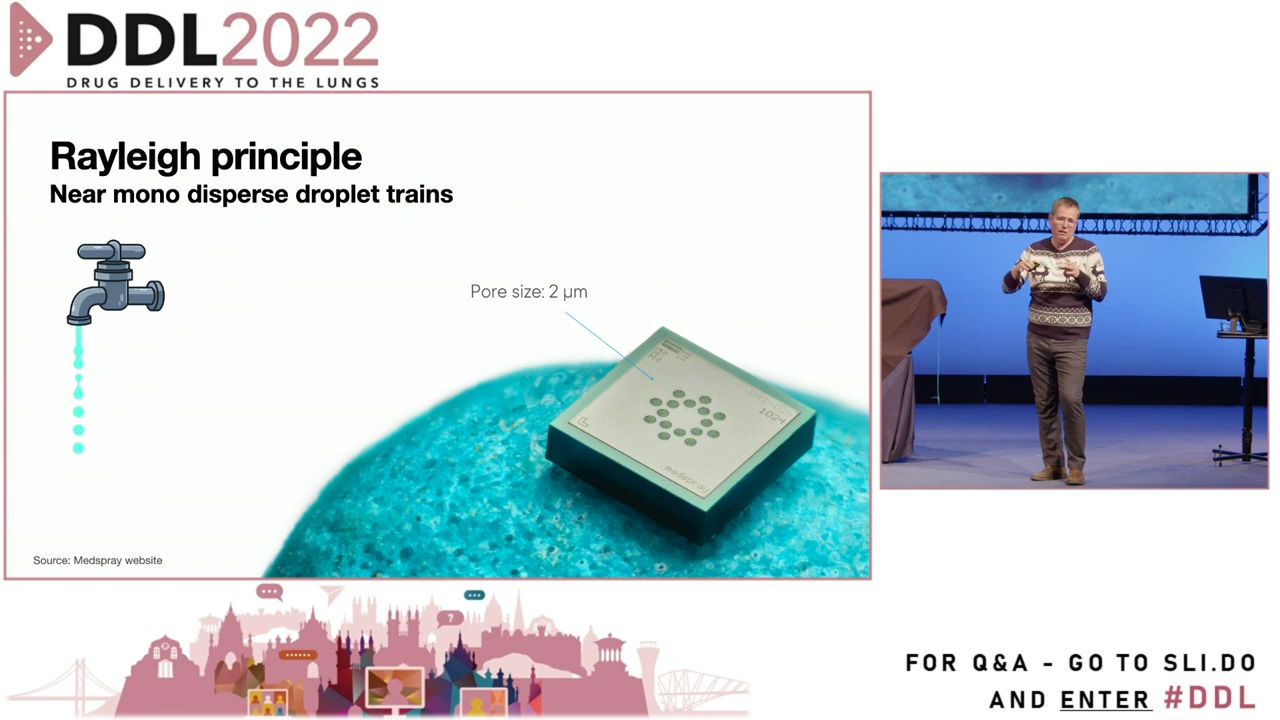 DDL2022
DRUG DELIVERY TO THE LUNGS
Rayleigh principle
Near mono disperse droplet trains
Pore size: 2 µm
1024
medspray
Source: Medspray website
?
FOR Q&A - GO TO SLI.DO
AND ENTER #DDL